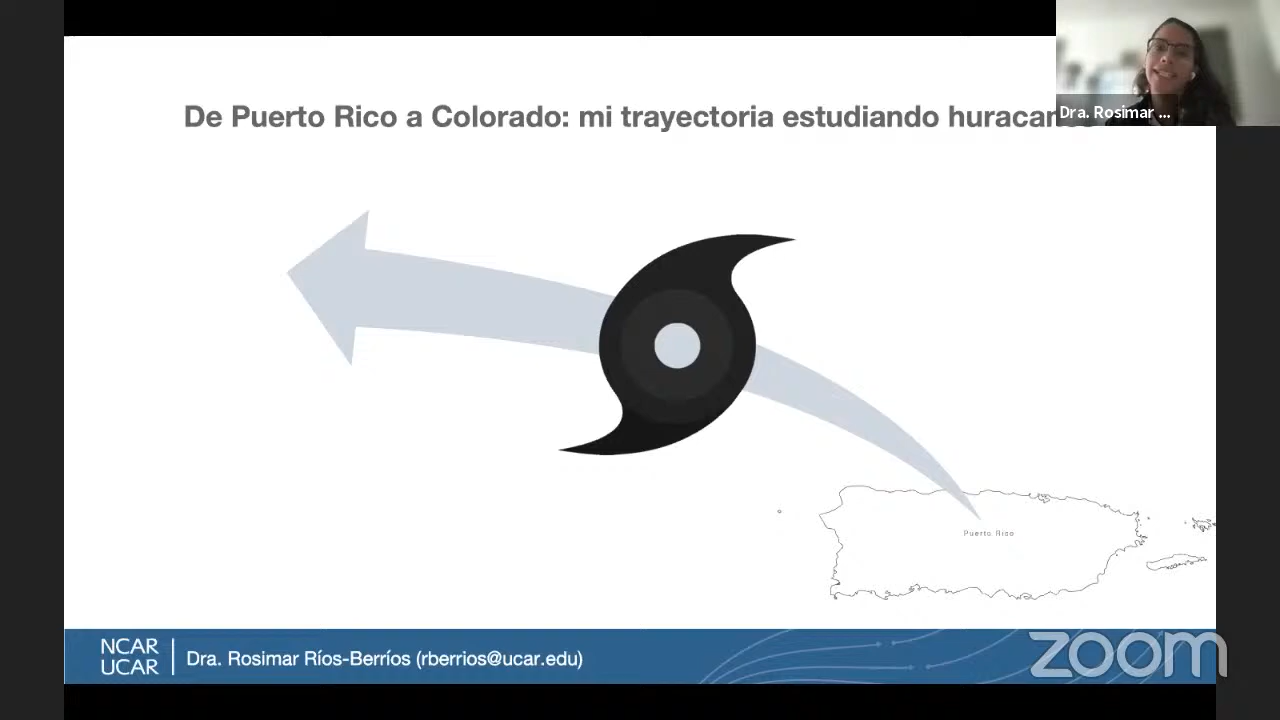 De Puerto Rico a Colorado: mi trayectoria estudiando huracanes
Dra. Rosimar ...
Puerto Rico
NCAR
UCAR
Dra. Rosimar Ríos-Berríos (rberrios@ucar.edu)
zoom